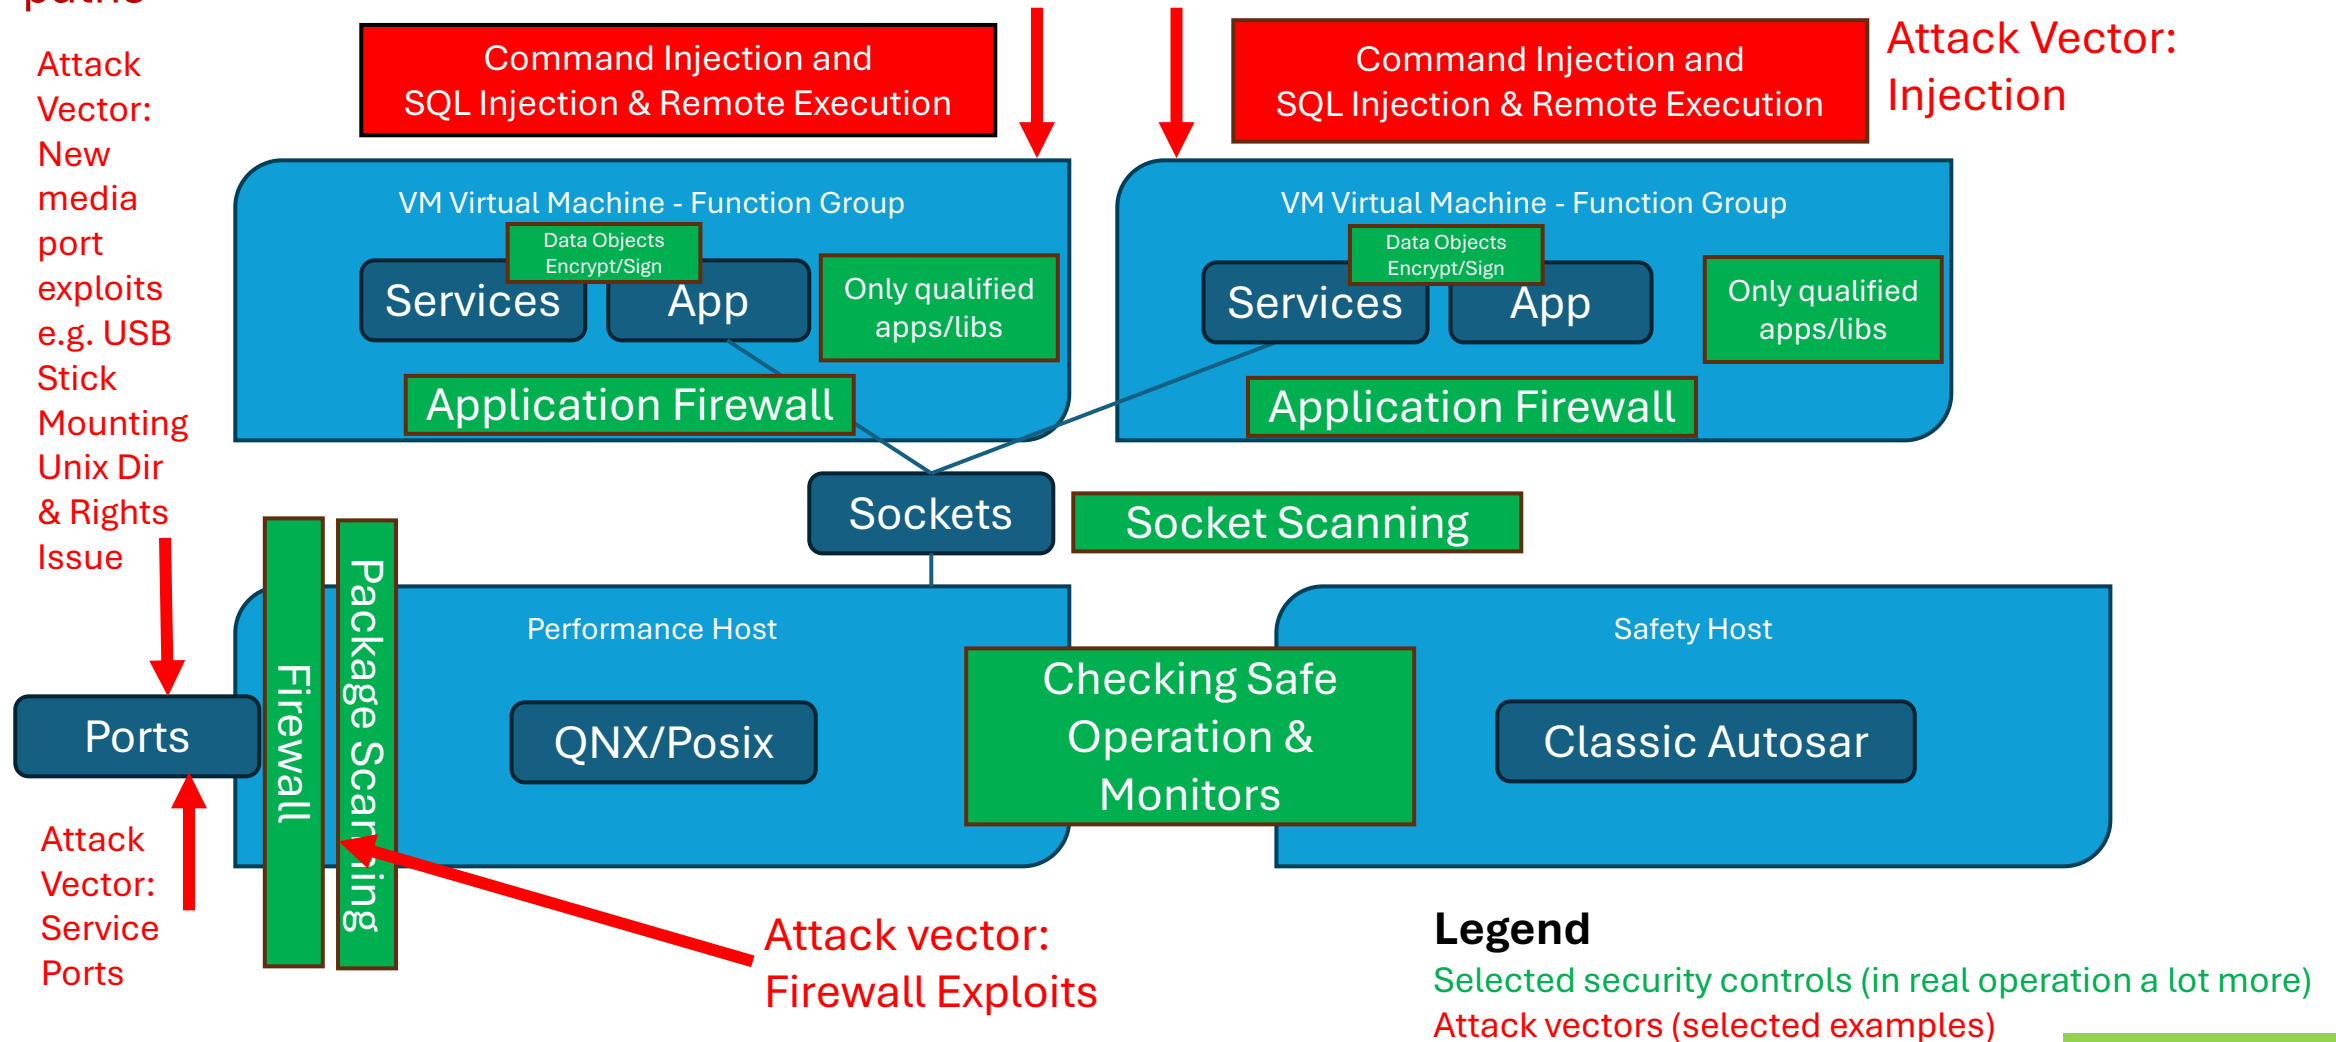 paths
Attack
Vector:
New
media
port
exploits
e.g. USB
Stick
Mounting
Unix Dir
& Rights
Issue
Command Injection and
SQL Injection & Remote Execution
Command Injection and
SQL Injection & Remote Execution
Attack Vector:
Injection
VM Virtual Machine - Function Group
Data Objects
Encrypt/Sign
Services
App
Only qualified
apps/libs
Application Firewall
VM Virtual Machine - Function Group
Data Objects
Encrypt/Sign
Services
App
Only qualified
apps/libs
Application Firewall
Sockets
Socket Scanning
Ports
Firewall
Package Scanning
Performance Host
QNX/Posix
Checking Safe
Operation &
Monitors
Safety Host
Classic Autosar
Attack
Vector:
Service
Ports
Attack vector:
Firewall Exploits
Legend
Selected security controls (in real operation a lot more)
Attack vectors (selected examples)